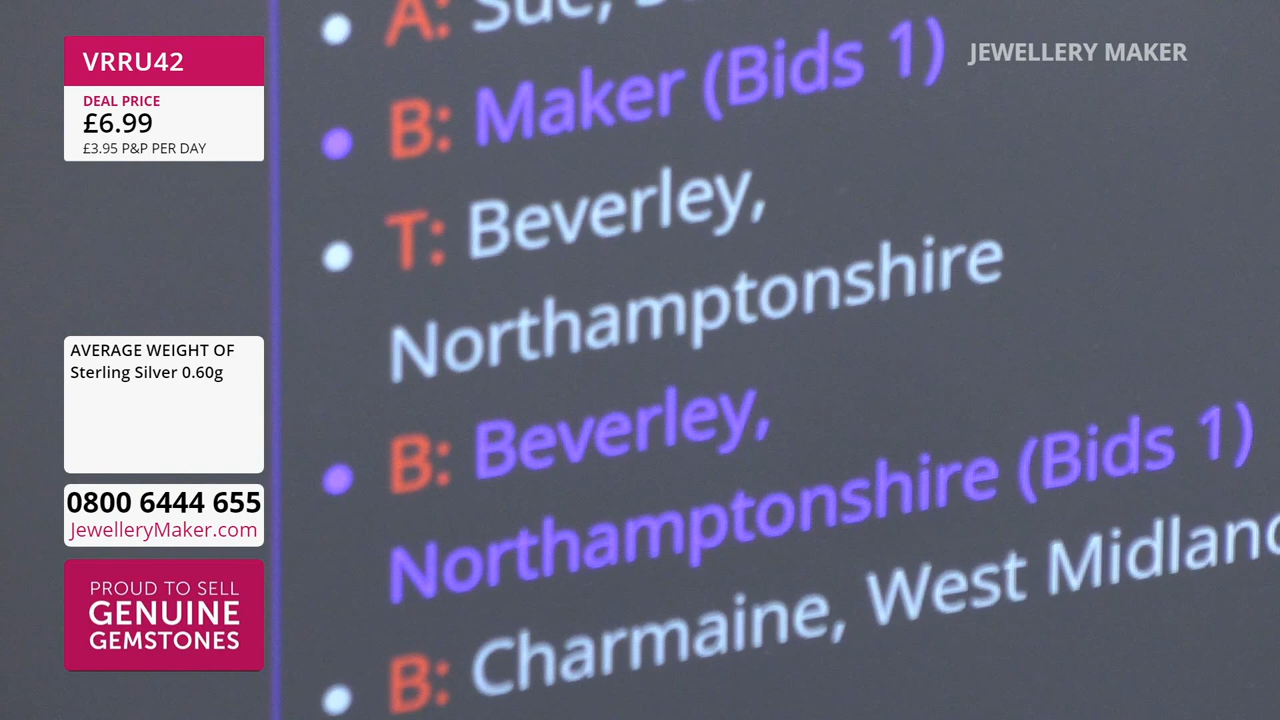 VRRU42
DEAL PRICE
£6.99
£3.95 P&P PER DAY
AVERAGE WEIGHT OF
Sterling Silver 0.60g
0800 6444 655
JewelleryMaker.com
PROUD TO SELL
GENUINE
GEMSTONES
JEWELLERY MAKER
A: Sue,
B: Maker (Bids 1)
T: Beverley,
Northamptonshire
B: Beverley,
Northamptonshire (Bids 1)
B: Charmaine, West